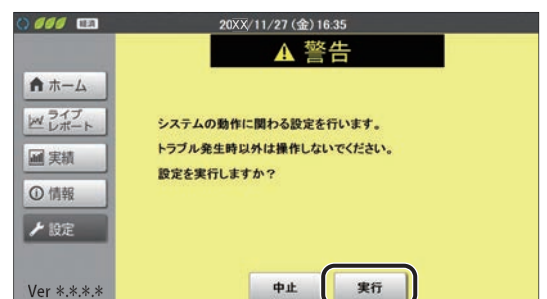 経済
20XX/11/27 (金) 16:35
警告
ホーム
ライブ
レポート
実績
情報
設定
システムの動作に関わる設定を行います。
トラブル発生時以外は操作しないでください。
設定を実行しますか？
中止
実行
Ver *.*.*.*